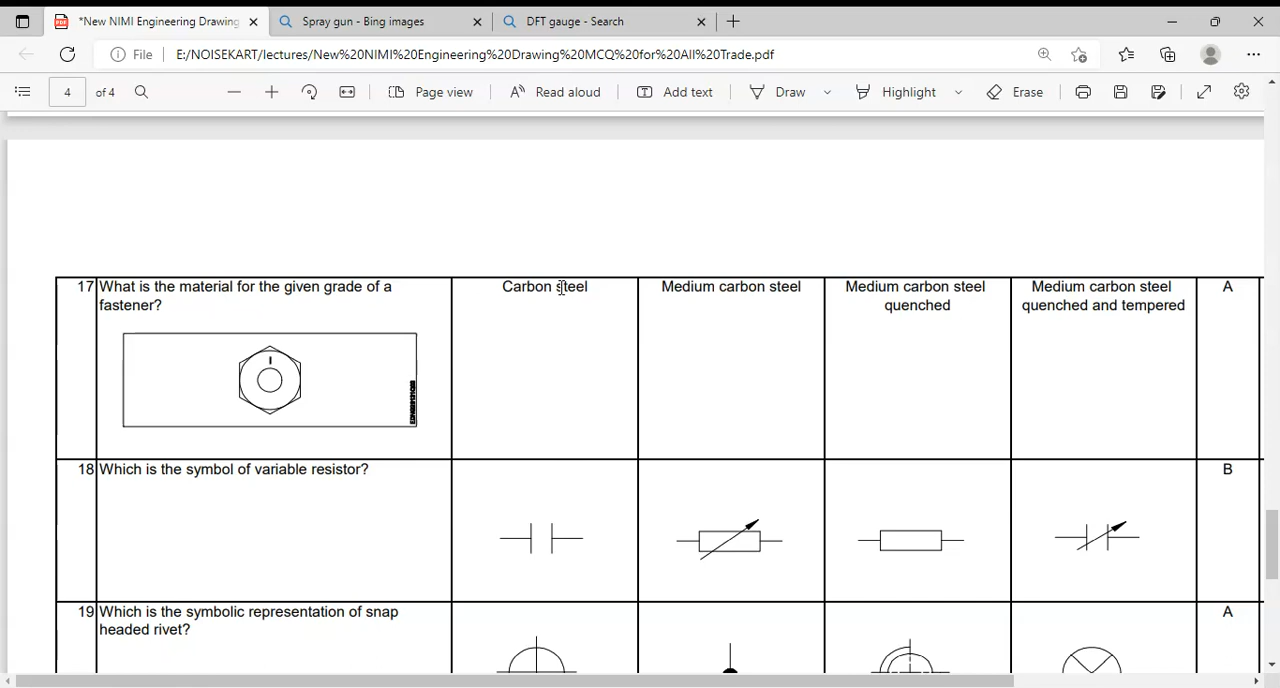 *New NIMI Engineering Drawing
Spray gun - Bing images
DFT gauge - Search
File
E:/NOISEKART/lectures/New%20NIMI%20Engineering%20Drawing%20MCQ%20for%20All%20Trade.pdf
4 of 4
Page view
Read aloud
Add text
Draw
Highlight
Erase
17 What is the material for the given grade of a fastener?
Carbon steel
Medium carbon steel
Medium carbon steel quenched
Medium carbon steel quenched and tempered
A
18 Which is the symbol of variable resistor?
B
19 Which is the symbolic representation of snap headed rivet?
A